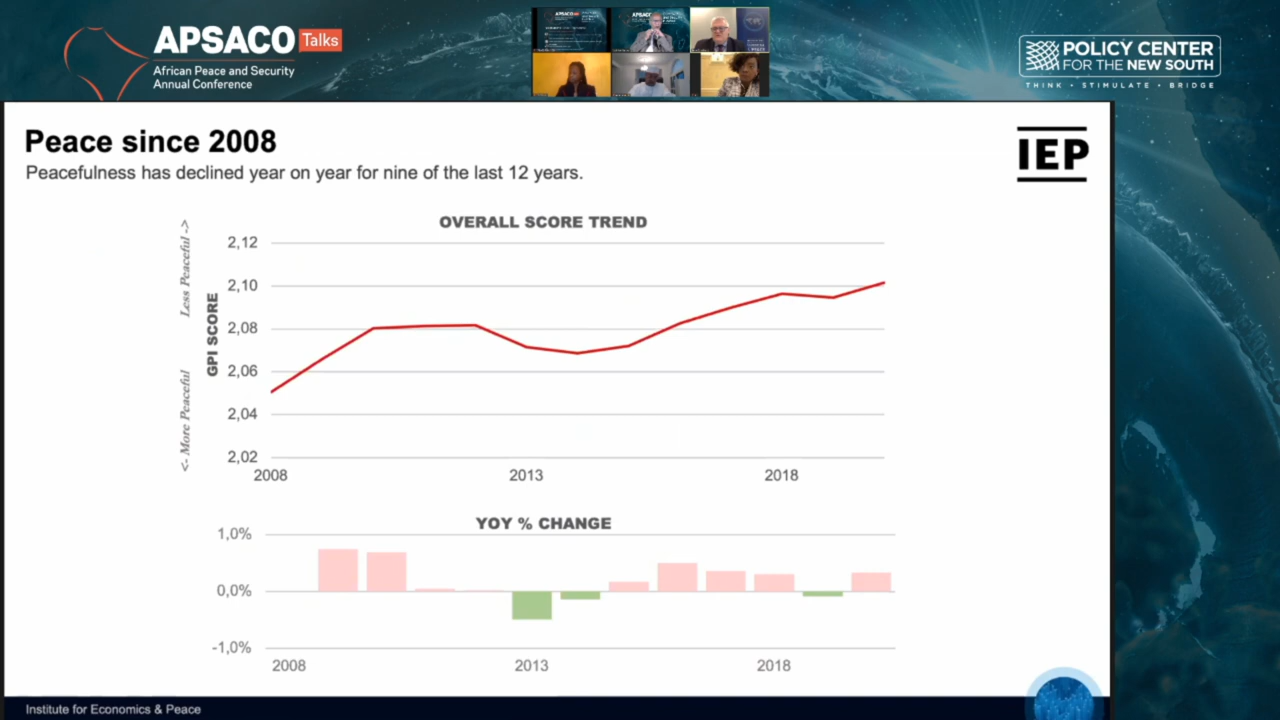 APSACO Talks
African Peace and Security
Annual Conference
POLICY CENTER
FOR THE NEW SOUTH
THINK • STIMULATE • BRIDGE
Peace since 2008
IEP
Peacefulness has declined year on year for nine of the last 12 years.
OVERALL SCORE TREND
<- More Peaceful Less Peaceful ->
GPI SCORE
2,12
2,10
2,08
2,06
2,04
2,02
2008 2013 2018
YOY % CHANGE
1,0%
0,0%
-1,0%
2008 2013 2018
Institute for Economics & Peace